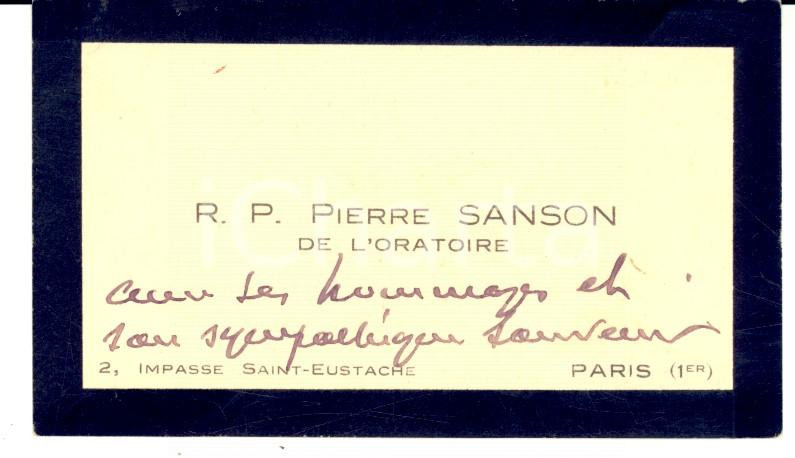 R. P. PIERRE SANSON
DE L'ORATOIRE
avec ses hommages et
son sympathique souvenir
2, IMPASSE SAINT-EUSTACHE PARIS (1ER)